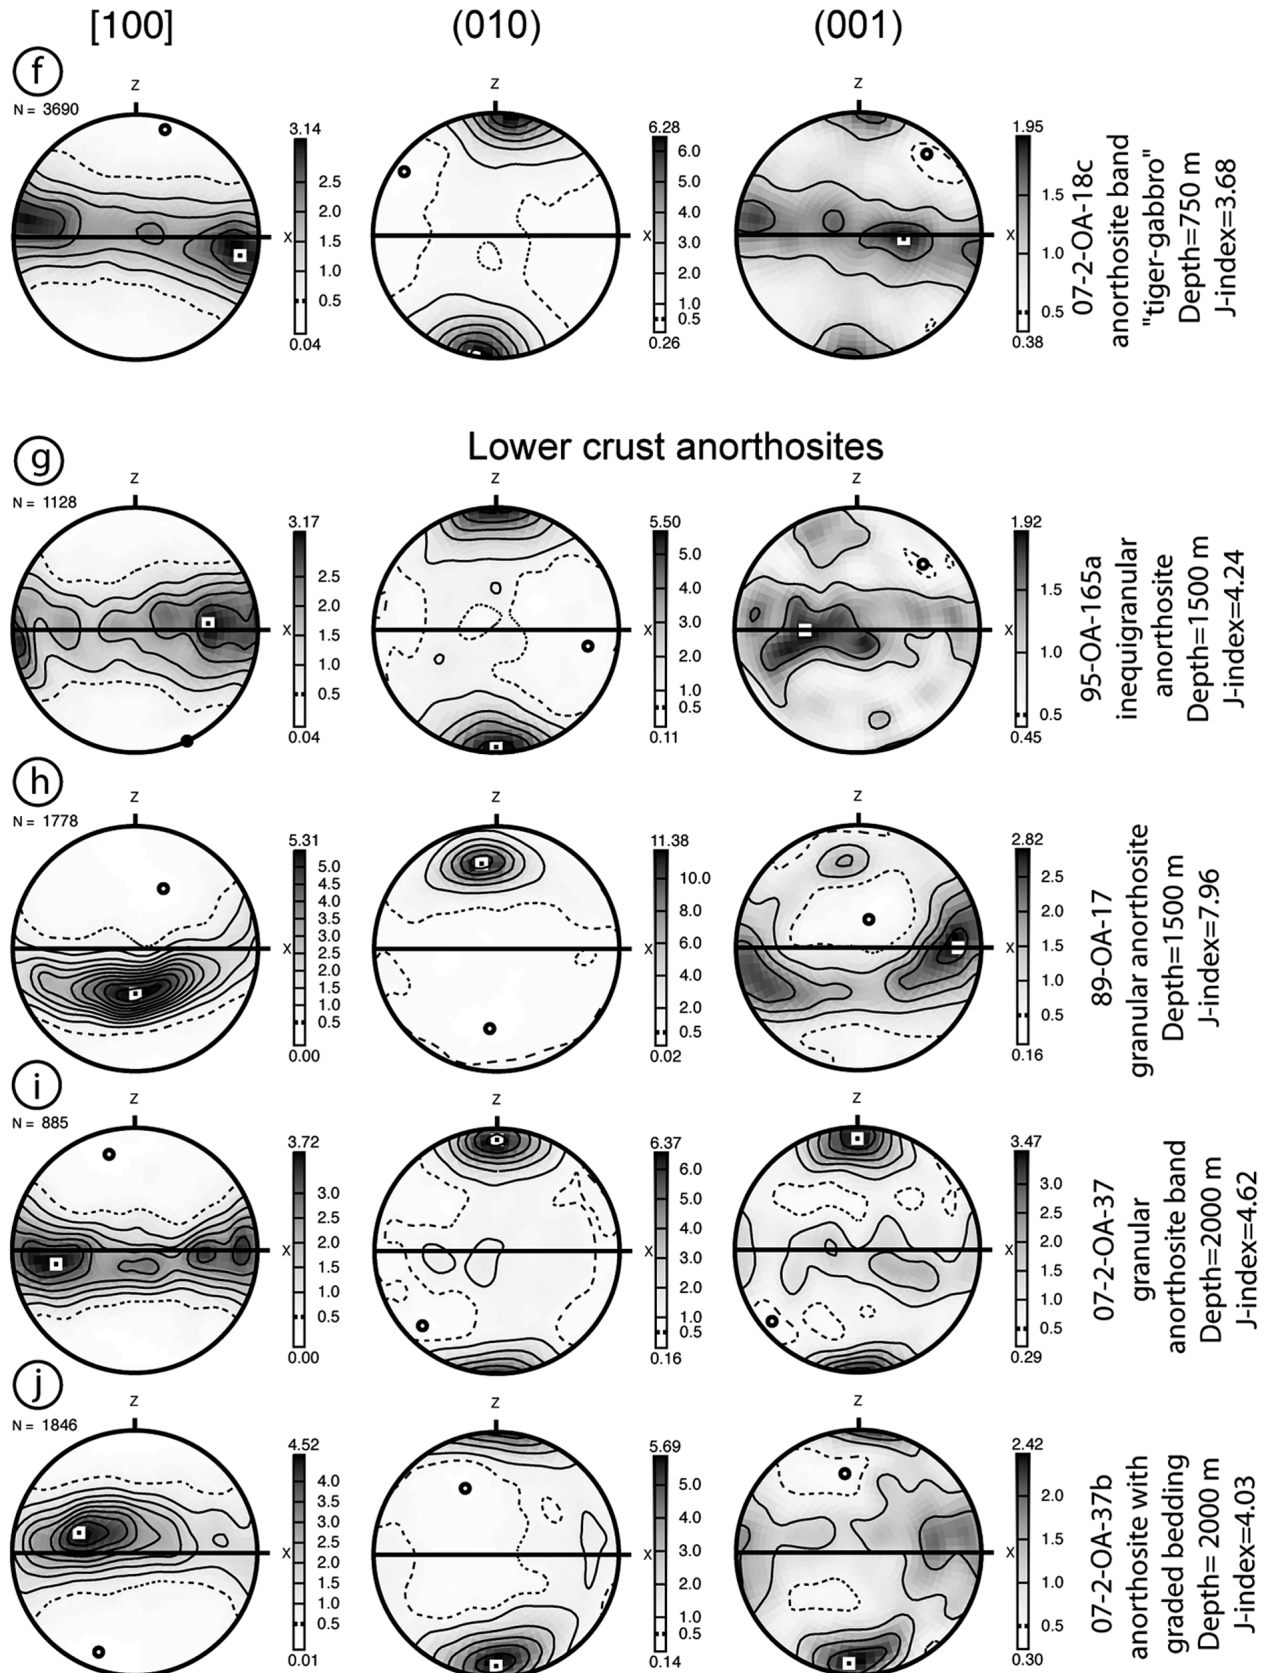 [100] (010) (001)
f
N = 3690
Z Z Z
X X X
3.14
2.5
2.0
1.5
1.0
0.5
0.04
6.28
6.0
5.0
4.0
3.0
2.0
1.0
0.5
0.26
1.95
1.5
1.0
0.5
0.38
07-2-OA-18c
anorthosite band
"tiger-gabbro"
Depth=750 m
J-index=3.68
Lower crust anorthosites
g
N = 1128
Z Z Z
X X X
3.17
2.5
2.0
1.5
1.0
0.5
0.04
5.50
5.0
4.0
3.0
2.0
1.0
0.5
0.11
1.92
1.5
1.0
0.5
0.45
95-OA-165a
inequigranular
anorthosite
Depth=1500 m
J-index=4.24
h
N = 1778
Z Z Z
X X X
5.31
5.0
4.5
4.0
3.5
3.0
2.5
2.0
1.5
1.0
0.5
0.00
11.38
10.0
8.0
6.0
4.0
2.0
0.5
0.02
2.82
2.5
2.0
1.5
1.0
0.5
0.16
89-OA-17
granular anorthosite
Depth=1500 m
J-index=7.96
i
N = 885
Z Z Z
X X X
3.72
3.0
2.5
2.0
1.5
1.0
0.5
0.00
6.37
6.0
5.0
4.0
3.0
2.0
1.0
0.5
0.16
3.47
3.0
2.5
2.0
1.5
1.0
0.5
0.29
07-2-OA-37
granular
anorthosite band
Depth=2000 m
J-index=4.62
j
N = 1846
Z Z Z
X X X
4.52
4.0
3.5
3.0
2.5
2.0
1.5
1.0
0.5
0.01
5.69
5.0
4.0
3.0
2.0
1.0
0.5
0.14
2.42
2.0
1.5
1.0
0.5
0.30
07-2-OA-37b
anorthosite with
graded bedding
Depth= 2000 m
J-index=4.03